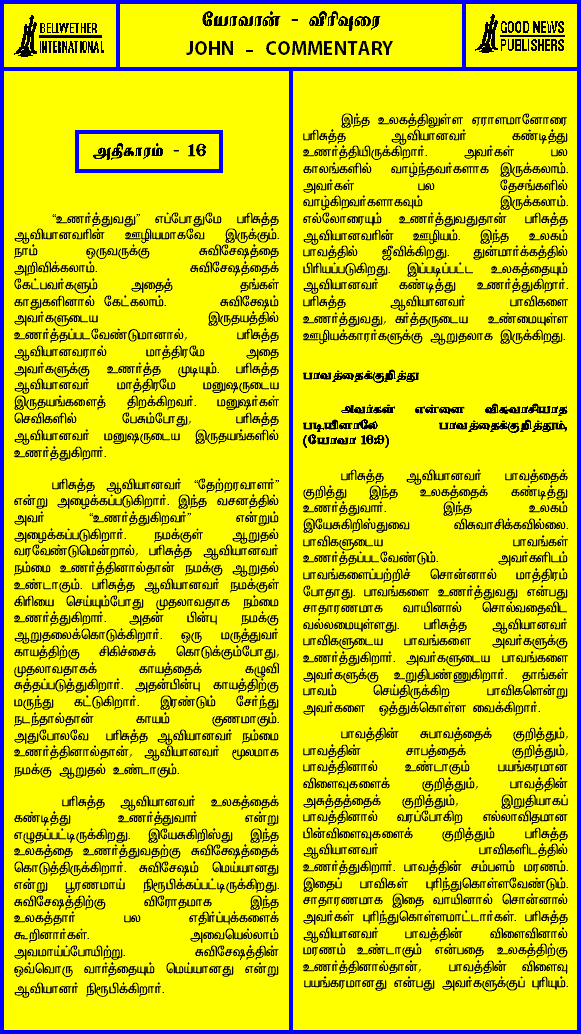 BELWETHER
INTERNATIONAL
யோவான் - விரிவுரை
JOHN - COMMENTARY
GOOD NEWS
PUBLISHERS
அதிகாரம் - 16
“உணர்த்துவது” எப்போதுமே பரிசுத்த
ஆவியானவரின் ஊழியமாகவே இருக்கும்.
நாம் ஒருவருக்கு சுவிசேஷத்தை
அறிவிக்கலாம். சுவிசேஷத்தைக்
கேட்பவர்களும் அதைத் தங்கள்
காதுகளினால் கேட்கலாம். சுவிசேஷம்
அவர்களுடைய இருதயத்தில்
உணர்த்தப்படவேண்டுமானால், பரிசுத்த
ஆவியானவரால் மாத்திரமே அதை
அவர்களுக்கு உணர்த்த முடியும். பரிசுத்த
ஆவியானவர் மாத்திரமே மனுஷருடைய
இருதயங்களைத் திறக்கிறவர். மனுஷர்கள்
செவிகளில் பேசும்போது, பரிசுத்த
ஆவியானவர் மனுஷருடைய இருதயங்களில்
உணர்த்துகிறார்.
பரிசுத்த ஆவியானவர் “தேற்றரவாளர்”
என்று அழைக்கப்படுகிறார். இந்த வசனத்தில்
அவர் “உணர்த்துகிறவர்” என்றும்
அழைக்கப்படுகிறார். நமக்குள் ஆறுதல்
வரவேண்டுமென்றால், பரிசுத்த ஆவியானவர்
நம்மை உணர்த்தினால்தான் நமக்கு ஆறுதல்
உண்டாகும். பரிசுத்த ஆவியானவர் நமக்குள்
கிரியை செய்யும்போது முதலாவதாக நம்மை
உணர்த்துகிறார். அதன் பின்பு நமக்கு
ஆறுதலைக்கொடுக்கிறார். ஒரு மருத்துவர்
காயத்திற்கு சிகிச்சைக் கொடுக்கும்போது,
முதலாவதாகக் காயத்தைக் கழுவி
சுத்தப்படுத்துகிறார். அதன்பின்பு காயத்திற்கு
மருந்து கட்டுகிறார். இரண்டும் சேர்ந்து
நடந்தால்தான் காயம் குணமாகும்.
அதுபோலவே பரிசுத்த ஆவியானவர் நம்மை
உணர்த்தினால்தான், ஆவியானவர் மூலமாக
நமக்கு ஆறுதல் உண்டாகும்.
பரிசுத்த ஆவியானவர் உலகத்தைக்
கண்டித்து உணர்த்துவார் என்று
எழுதப்பட்டிருக்கிறது. இயேசுகிறிஸ்து இந்த
உலகத்தை உணர்த்துவதற்கு சுவிசேஷத்தைக்
கொடுத்திருக்கிறார். சுவிசேஷம் மெய்யானது
என்று பூரணமாய் நிரூபிக்கப்பட்டிருக்கிறது.
சுவிசேஷத்திற்கு விரோதமாக இந்த
உலகத்தார் பல எதிர்ப்புக்களைக்
கூறினார்கள். அவையெல்லாம்
அவமாய்ப்போயிற்று. சுவிசேஷத்தின்
ஒவ்வொரு வார்த்தையும் மெய்யானது என்று
ஆவியானர் நிரூபிக்கிறார்.
இந்த உலகத்திலுள்ள ஏராளமானோரை
பரிசுத்த ஆவியானவர் கண்டித்து
உணர்த்தியிருக்கிறார். அவர்கள் பல
காலங்களில் வாழ்ந்தவர்களாக இருக்கலாம்.
அவர்கள் பல தேசங்களில்
வாழ்கிறவர்களாகவும் இருக்கலாம்.
எல்லோரையும் உணர்த்துவதுதான் பரிசுத்த
ஆவியானவரின் ஊழியம். இந்த உலகம்
பாவத்தில் ஜீவிக்கிறது. துன்மார்க்கத்தில்
பிரியப்படுகிறது. இப்படிப்பட்ட உலகத்தையும்
ஆவியானவர் கண்டித்து உணர்த்துகிறார்.
பரிசுத்த ஆவியானவர் பாவிகளை
உணர்த்துவது, கர்த்தருடைய உண்மையுள்ள
ஊழியக்காரர்களுக்கு ஆறுதலாக இருக்கிறது.
பாவத்தைக்குறித்து
அவர்கள் என்னை விசுவாசியாத
படியினாலே பாவத்தைக்குறித்தும்,
(யோவா 16:9)
பரிசுத்த ஆவியானவர் பாவத்தைக்
குறித்து இந்த உலகத்தைக் கண்டித்து
உணர்த்துவார். இந்த உலகம்
இயேசுகிறிஸ்துவை விசுவாசிக்கவில்லை.
பாவிகளுடைய பாவங்கள்
உணர்த்தப்படவேண்டும். அவர்களிடம்
பாவங்களைப்பற்றிச் சொன்னால் மாத்திரம்
போதாது. பாவங்களை உணர்த்துவது என்பது
சாதாரணமாக வாயினால் சொல்வதைவிட
வல்லமையுள்ளது. பரிசுத்த ஆவியானவர்
பாவிகளுடைய பாவங்களை அவர்களுக்கு
உணர்த்துகிறார். அவர்களுடைய பாவங்களை
அவர்களுக்கு உறுதிபண்ணுகிறார். தாங்கள்
பாவம் செய்திருக்கிற பாவிகளென்று
அவர்களை ஒத்துக்கொள்ள வைக்கிறார்.
பாவத்தின் சுபாவத்தைக் குறித்தும்,
பாவத்தின் சாபத்தைக் குறித்தும்,
பாவத்தினால் உண்டாகும் பயங்கரமான
விளைவுகளைக் குறித்தும், பாவத்தின்
அசுத்தத்தைக் குறித்தும், இறுதியாகப்
பாவத்தினால் வரப்போகிற எல்லாவிதமான
பின்விளைவுகளைக் குறித்தும் பரிசுத்த
ஆவியானவர் பாவிகளிடத்தில்
உணர்த்துகிறார். பாவத்தின் சம்பளம் மரணம்.
இதைப் பாவிகள் புரிந்துகொள்ளவேண்டும்.
சாதாரணமாக இதை வாயினால் சொன்னால்
அவர்கள் புரிந்துகொள்ளமாட்டார்கள். பரிசுத்த
ஆவியானவர் பாவத்தின் விளைவினால்
மரணம் உண்டாகும் என்பதை உலகத்திற்கு
உணர்த்தினால்தான், பாவத்தின் விளைவு
பயங்கரமானது என்பது அவர்களுக்குப் புரியும்.